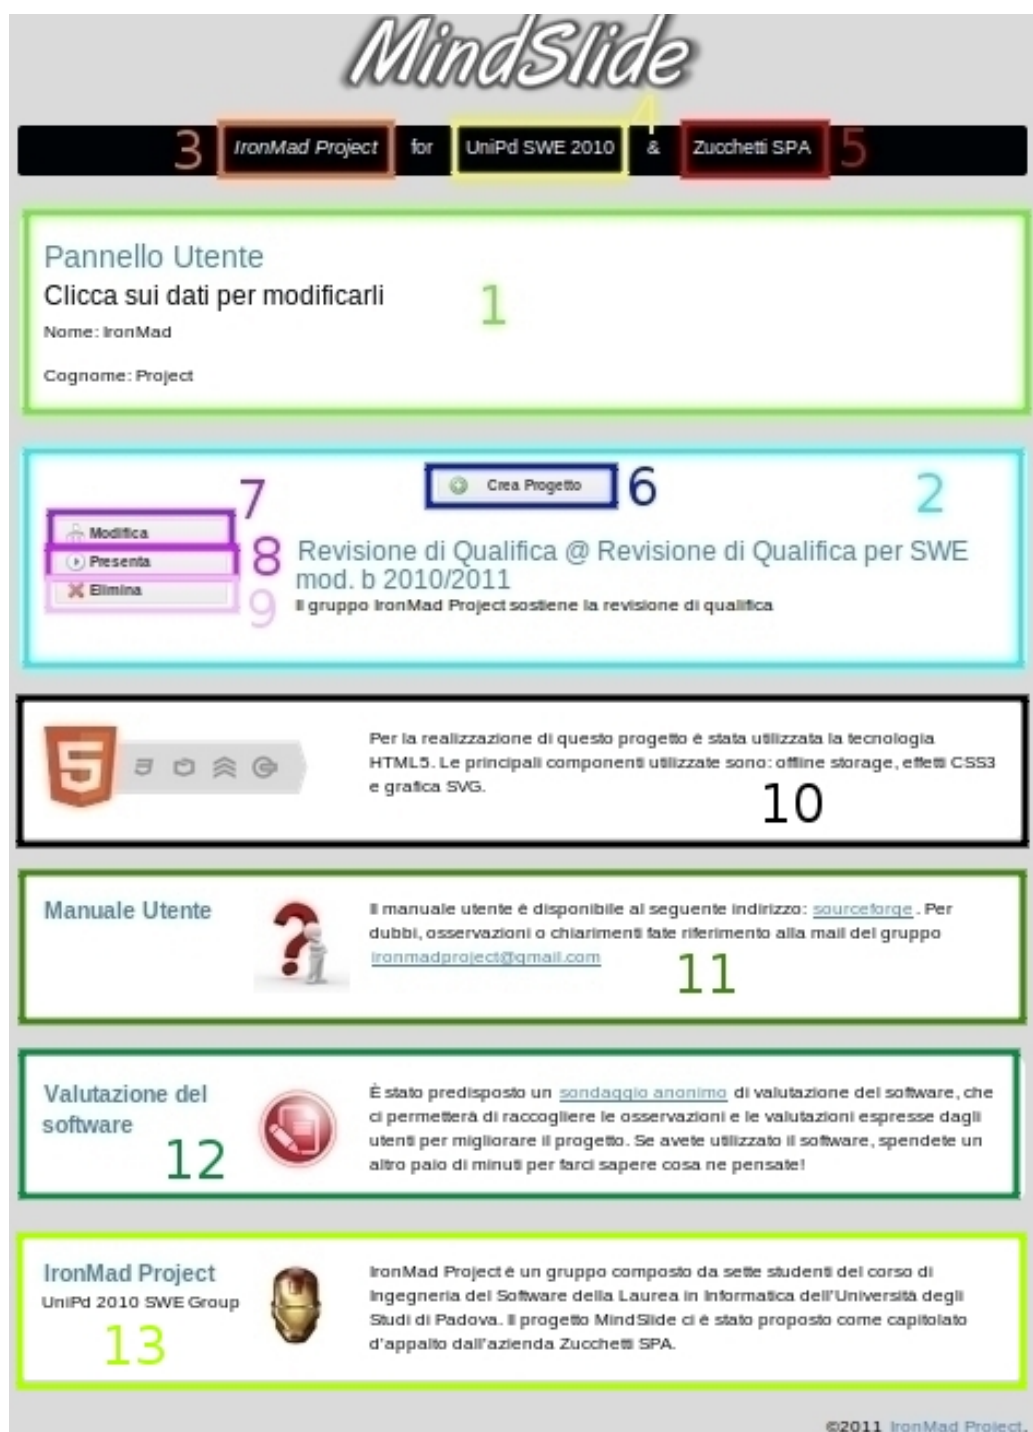 MindSlide
3 IronMad Project for UniPd SWE 2010 4 & Zucchetti SPA 5
Pannello Utente
Clicca sui dati per modificarli
1
Nome: IronMad
Cognome: Project
Crea Progetto 6
2
7
Modifica
Presenta 8
Elimina
9
Revisione di Qualifica @ Revisione di Qualifica per SWE
mod. b 2010/2011
Il gruppo IronMad Project sostiene la revisione di qualifica
5
Per la realizzazione di questo progetto è stata utilizzata la tecnologia
HTML5. Le principali componenti utilizzate sono: offline storage, effetti CSS3
e grafica SVG.
10
Manuale Utente
Il manuale utente è disponibile al seguente indirizzo: sourceforge . Per
dubbi, osservazioni o chiarimenti fate riferimento alla mail del gruppo
ironmadproject@gmail.com
11
Valutazione del
software
12
È stato predisposto un sondaggio anonimo di valutazione del software, che
ci permetterà di raccogliere le osservazioni e le valutazioni espresse dagli
utenti per migliorare il progetto. Se avete utilizzato il software, spendete un
altro paio di minuti per farci sapere cosa ne pensate!
IronMad Project
UniPd 2010 SWE Group
13
IronMad Project è un gruppo composto da sette studenti del corso di
Ingegneria del Software della Laurea in Informatica dell'Università degli
Studi di Padova. Il progetto MindSlide ci è stato proposto come capitolato
d'appalto dall'azienda Zucchetti SPA.
©2011 IronMad Project.